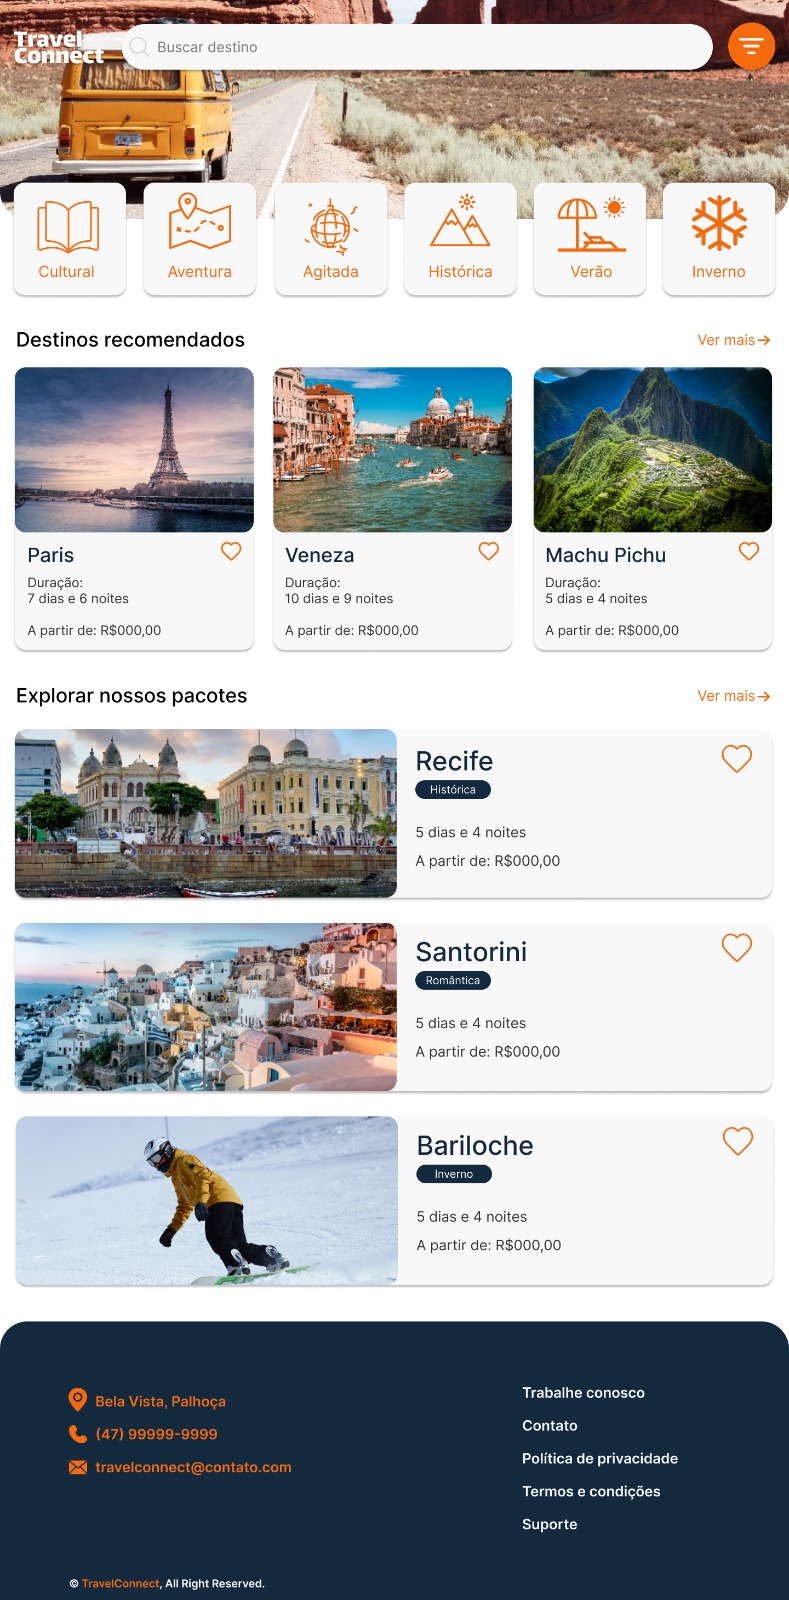 Travel
Connect
Buscar destino
Cultural
Aventura
Agitada
Histórica
Verão
Inverno
Destinos recomendados
Ver mais
Paris
Duração:
7 dias e 6 noites
A partir de: R$000,00
Veneza
Duração:
10 dias e 9 noites
A partir de: R$000,00
Machu Pichu
Duração:
5 dias e 4 noites
A partir de: R$000,00
Explorar nossos pacotes
Ver mais
Recife
Histórica
5 dias e 4 noites
A partir de: R$000,00
Santorini
Romântica
5 dias e 4 noites
A partir de: R$000,00
Bariloche
Inverno
5 dias e 4 noites
A partir de: R$000,00
Bela Vista, Palhoça
(47) 99999-9999
travelconnect@contato.com
Trabalhe conosco
Contato
Política de privacidade
Termos e condições
Suporte
© TravelConnect, All Right Reserved.